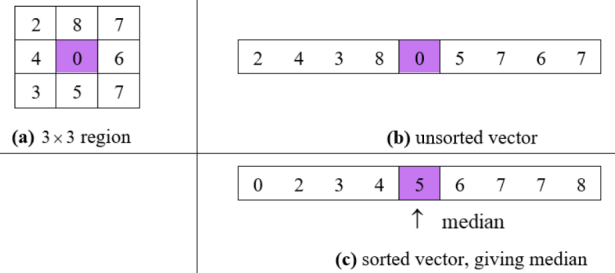 2 8 7
4 0 6
3 5 7
(a) 3×3 region
2 4 3 8 0 5 7 6 7
(b) unsorted vector
0 2 3 4 5 6 7 7 8
↑ median
(c) sorted vector, giving median